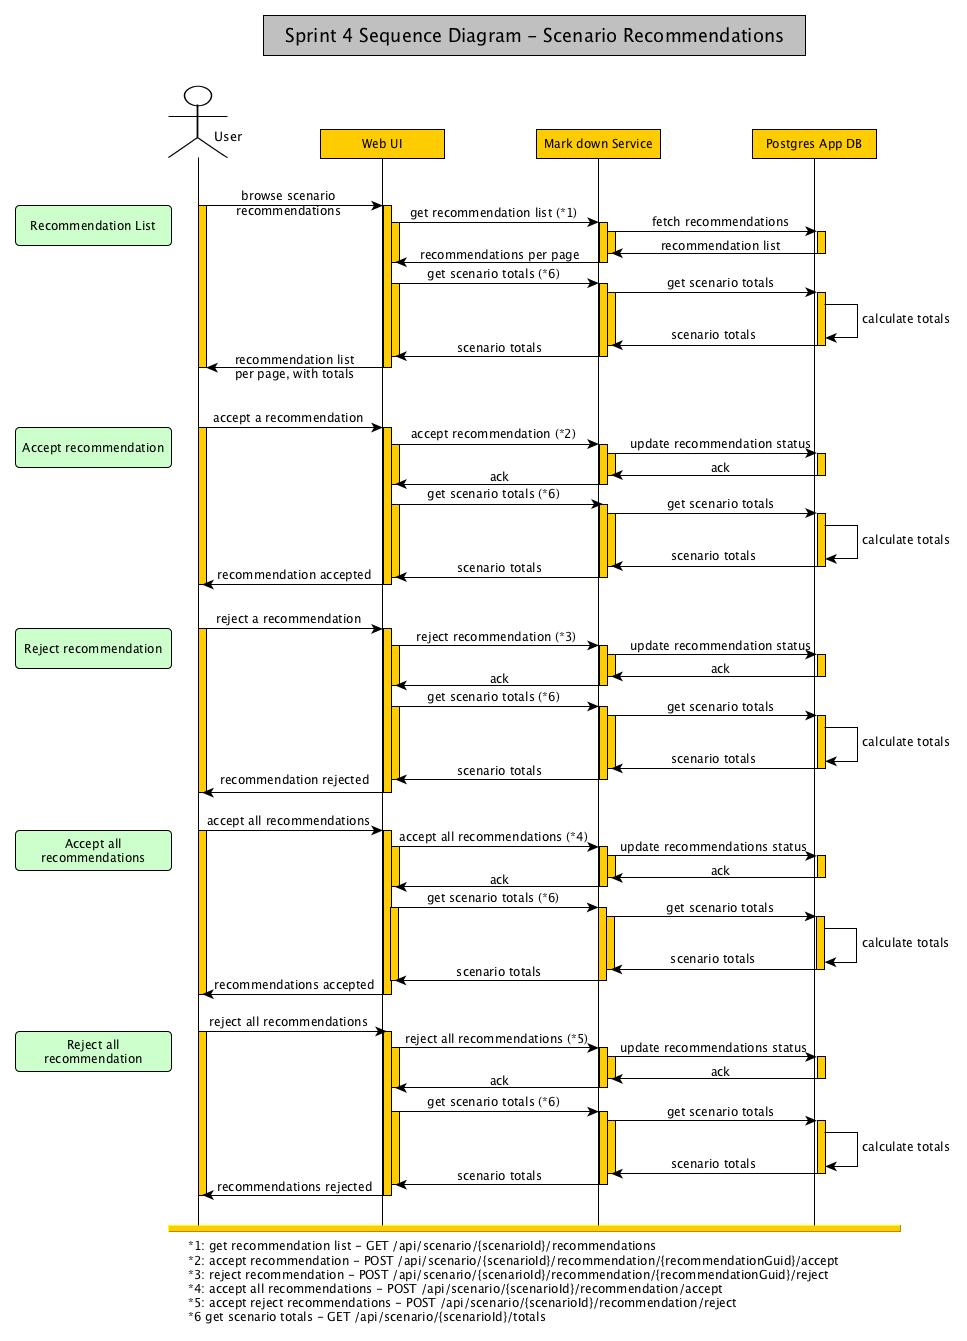 Sprint 4 Sequence Diagram – Scenario Recommendations
User
Web UI
Mark down Service
Postgres App DB
Recommendation List
browse scenario
recommendations
get recommendation list (*1)
fetch recommendations
recommendation list
recommendations per page
get scenario totals (*6)
get scenario totals
calculate totals
scenario totals
scenario totals
recommendation list
per page, with totals
Accept recommendation
accept a recommendation
accept recommendation (*2)
update recommendation status
ack
ack
get scenario totals (*6)
get scenario totals
calculate totals
scenario totals
scenario totals
recommendation accepted
Reject recommendation
reject a recommendation
reject recommendation (*3)
update recommendation status
ack
ack
get scenario totals (*6)
get scenario totals
calculate totals
scenario totals
scenario totals
recommendation rejected
Accept all
recommendations
accept all recommendations
accept all recommendations (*4)
update recommendations status
ack
ack
get scenario totals (*6)
get scenario totals
calculate totals
scenario totals
scenario totals
recommendations accepted
Reject all
recommendation
reject all recommendations
reject all recommendations (*5)
update recommendations status
ack
ack
get scenario totals (*6)
get scenario totals
calculate totals
scenario totals
scenario totals
recommendations rejected
*1: get recommendation list – GET /api/scenario/{scenarioId}/recommendations
*2: accept recommendation – POST /api/scenario/{scenarioId}/recommendation/{recommendationGuid}/accept
*3: reject recommendation – POST /api/scenario/{scenarioId}/recommendation/{recommendationGuid}/reject
*4: accept all recommendations – POST /api/scenario/{scenarioId}/recommendation/accept
*5: accept reject recommendations – POST /api/scenario/{scenarioId}/recommendation/reject
*6 get scenario totals – GET /api/scenario/{scenarioId}/totals